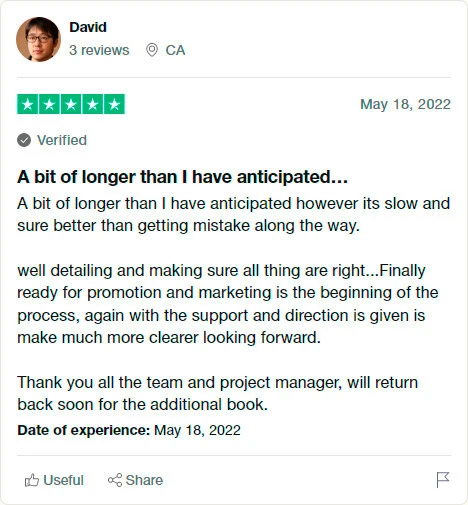 David
3 reviews CA
May 18, 2022
Verified
A bit of longer than I have anticipated…
A bit of longer than I have anticipated however its slow and
sure better than getting mistake along the way.
well detailing and making sure all thing are right...Finally
ready for promotion and marketing is the beginning of the
process, again with the support and direction is given is
make much more clearer looking forward.
Thank you all the team and project manager, will return
back soon for the additional book.
Date of experience: May 18, 2022
Useful Share